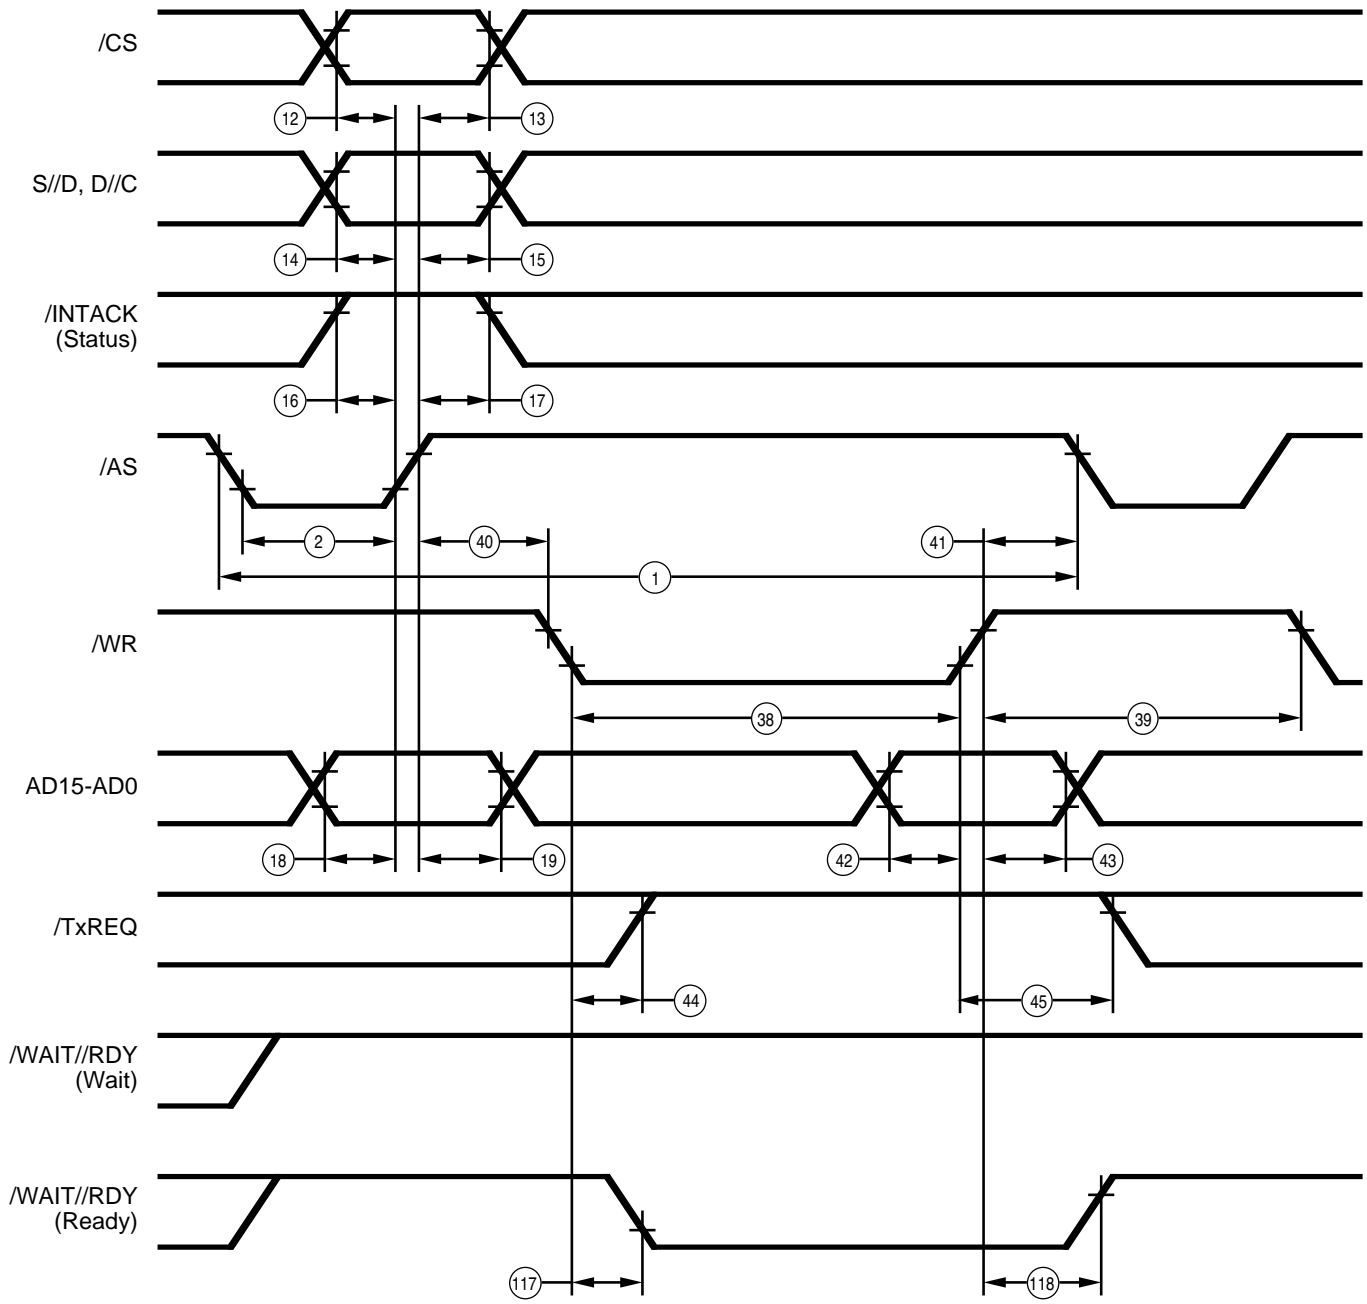 /CS
12
13
S//D, D//C
14
15
/INTACK
(Status)
16
17
/AS
2
40
41
1
/WR
38
39
AD15-AD0
18
19
42
43
/TxREQ
44
45
/WAIT//RDY
(Wait)
/WAIT//RDY
(Ready)
117
118